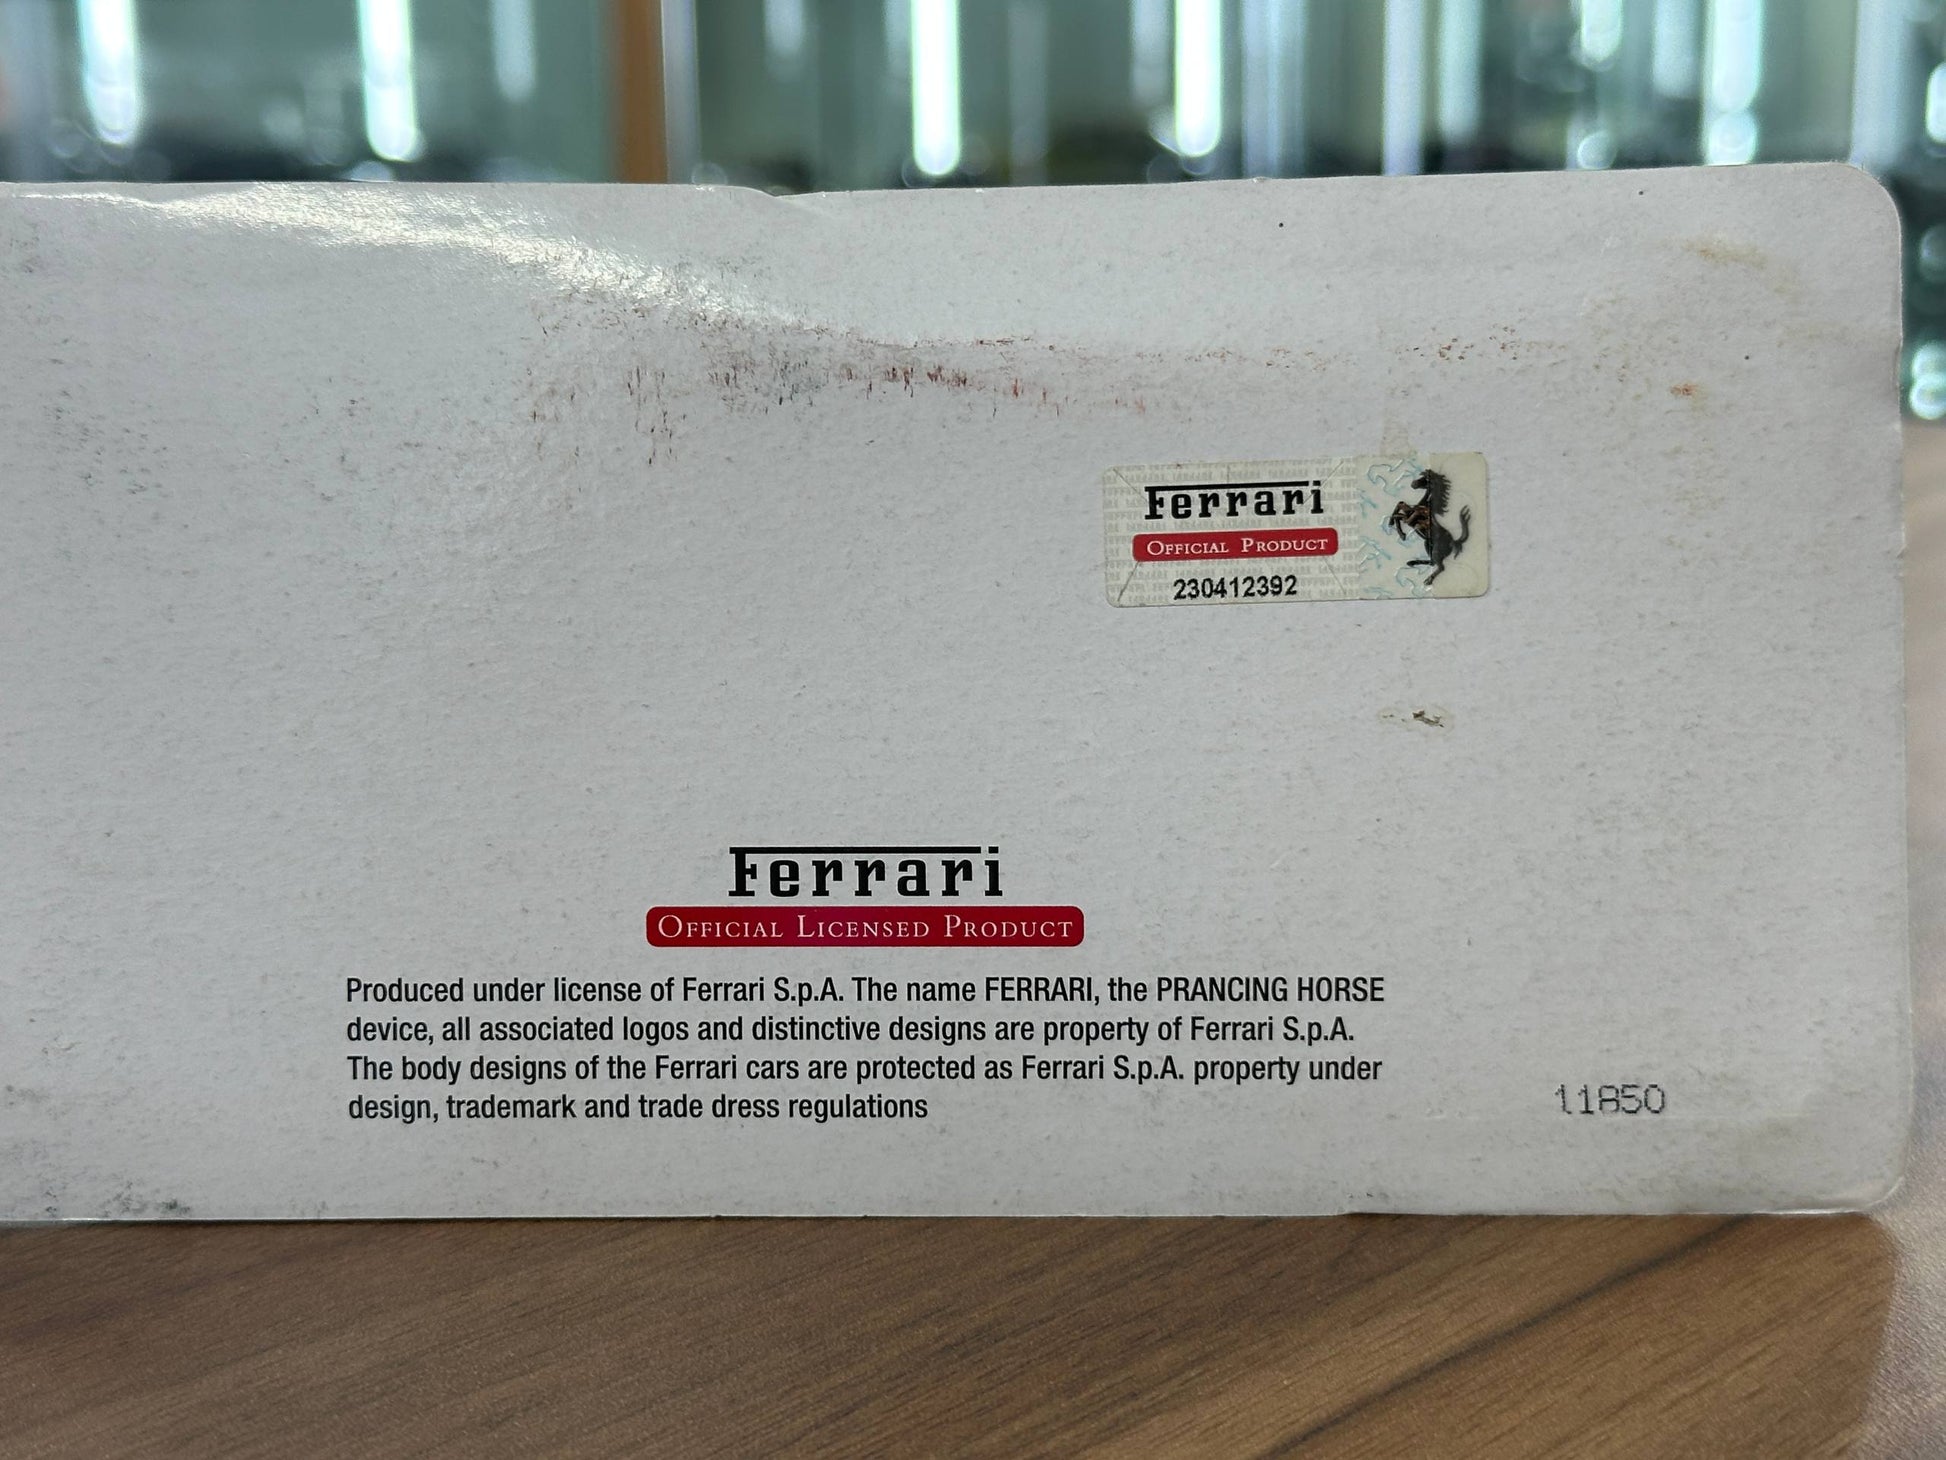 Ferrari
OFFICIAL PRODUCT
230412392
Ferrari
OFFICIAL LICENSED PRODUCT
Produced under license of Ferrari S.p.A. The name FERRARI, the PRANCING HORSE
device, all associated logos and distinctive designs are property of Ferrari S.p.A.
The body designs of the Ferrari cars are protected as Ferrari S.p.A. property under
design, trademark and trade dress regulations
11850